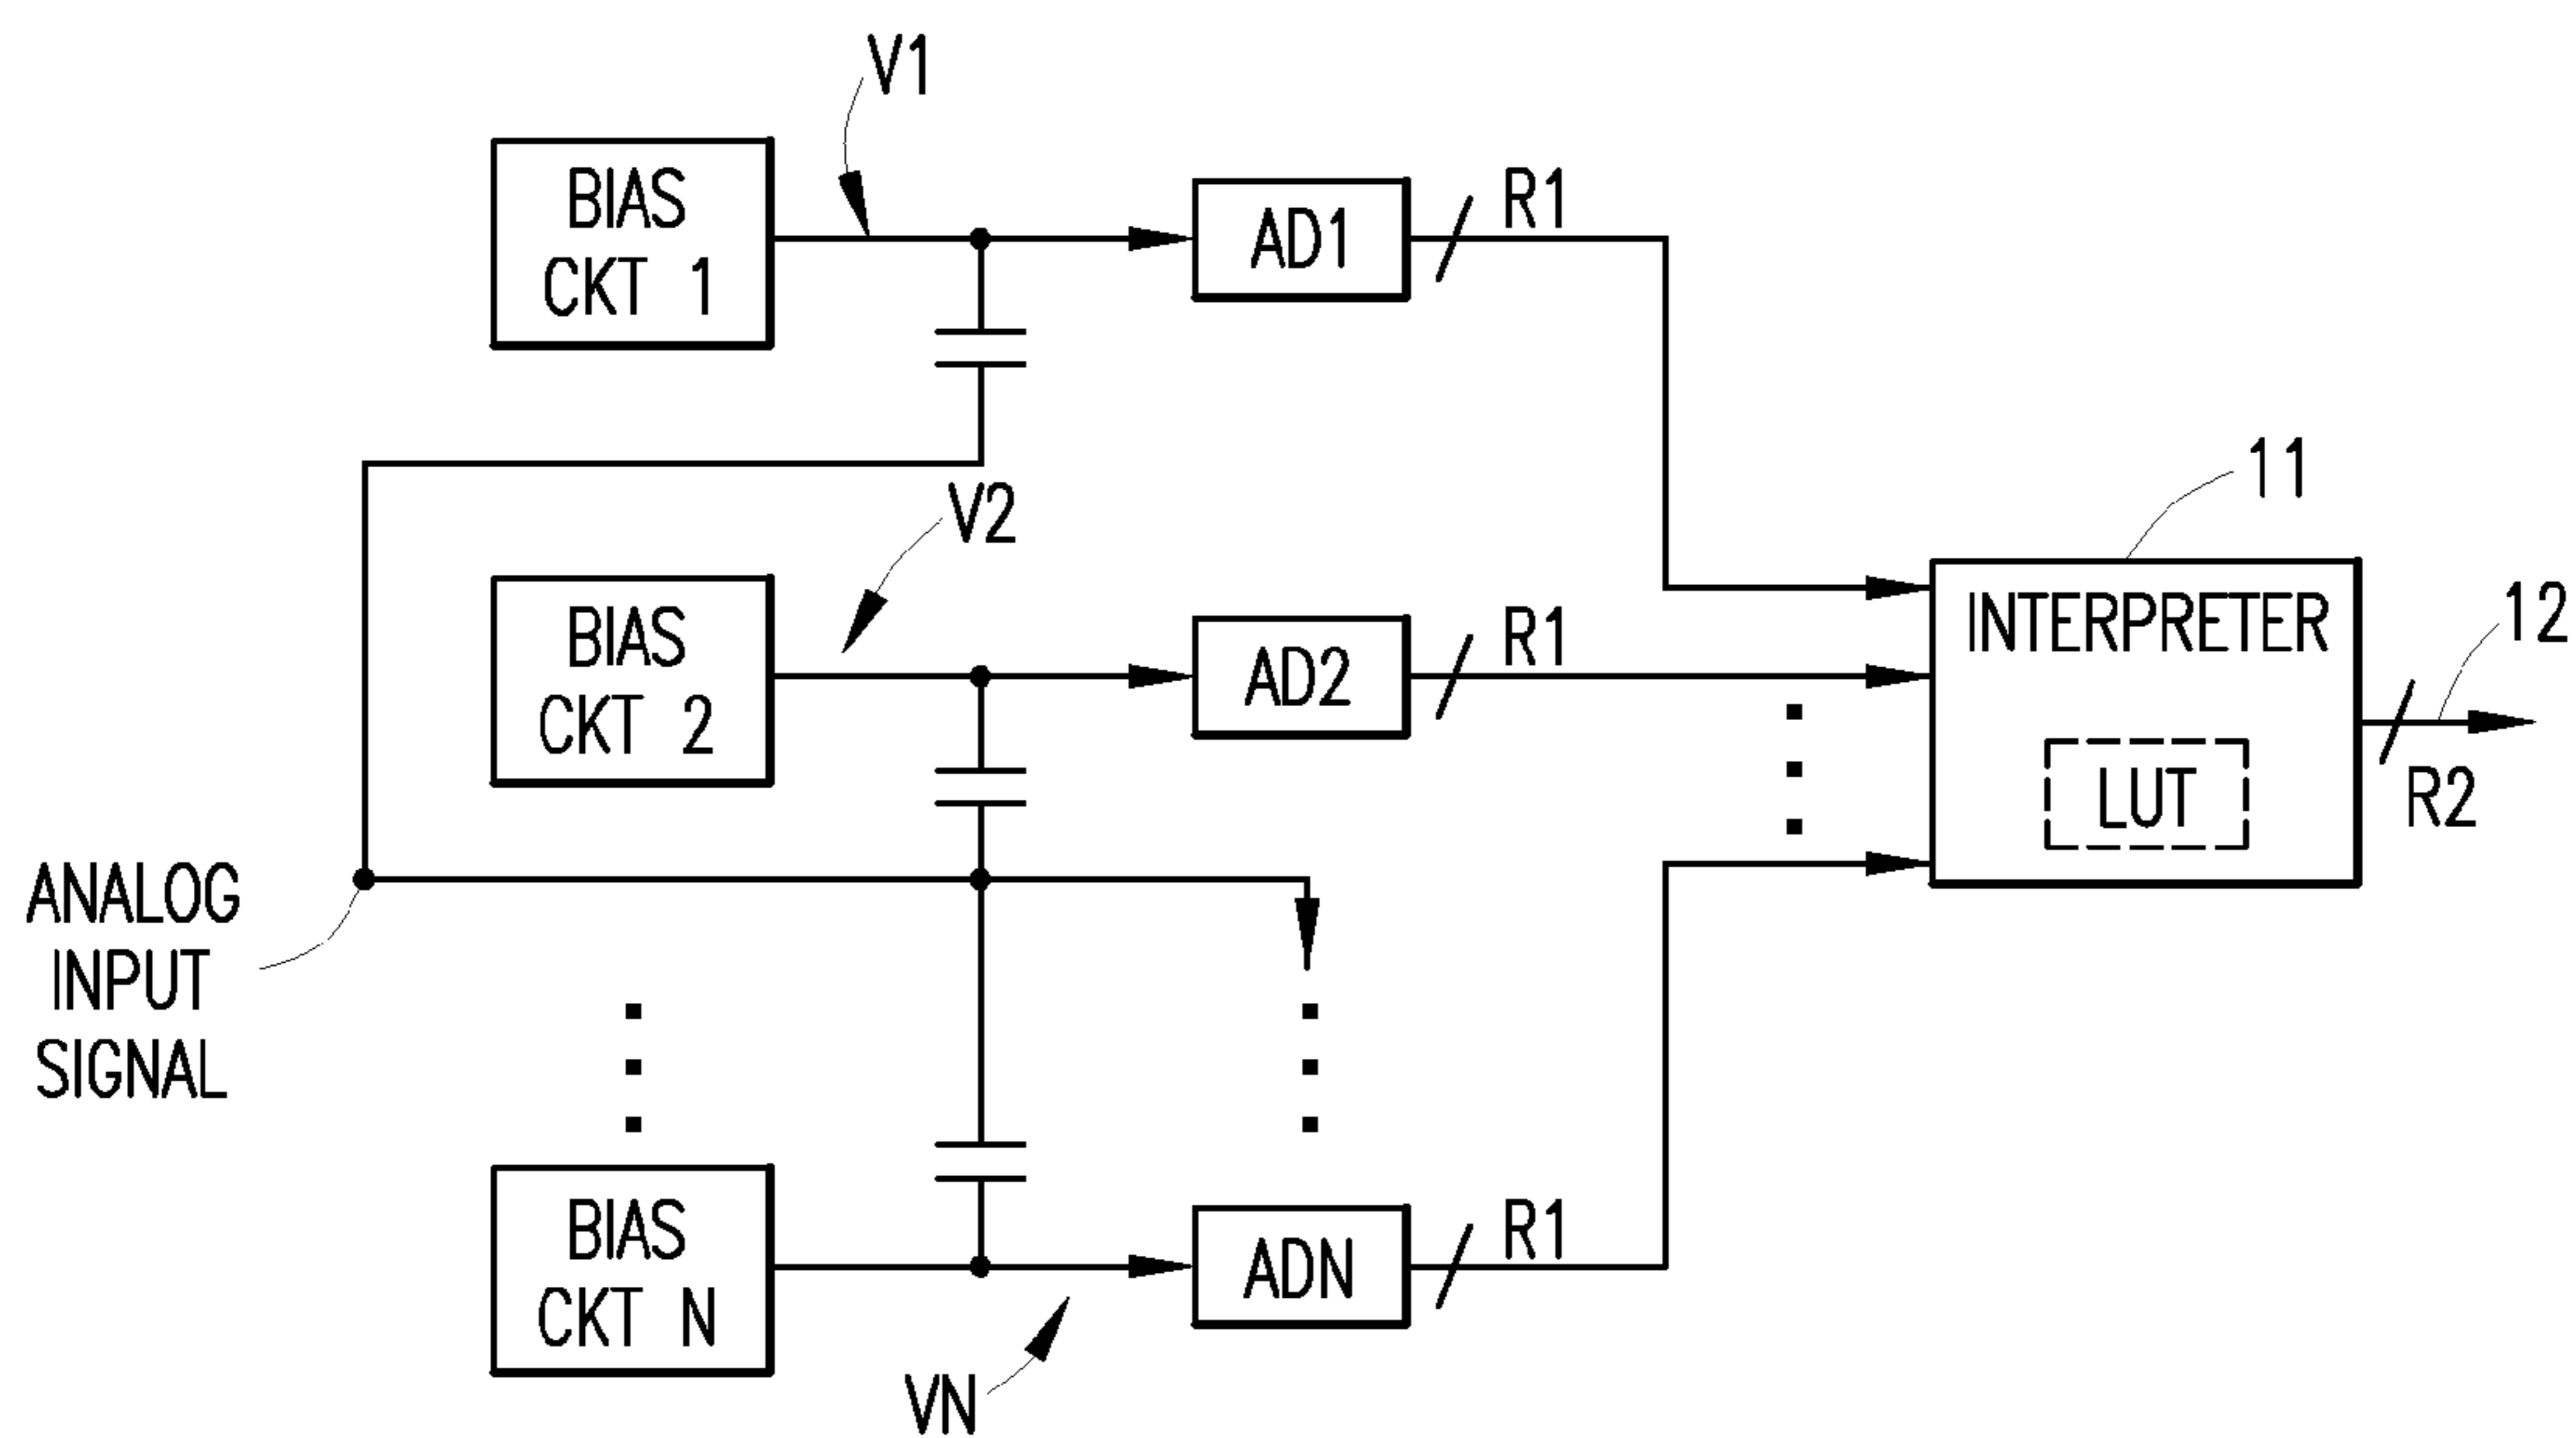 V1
BIAS
CKT 1
AD1
R1
V2
11
BIAS
CKT 2
AD2
R1
INTERPRETER
12
LUT
R2
ANALOG
INPUT
SIGNAL
BIAS
CKT N
ADN
R1
VN